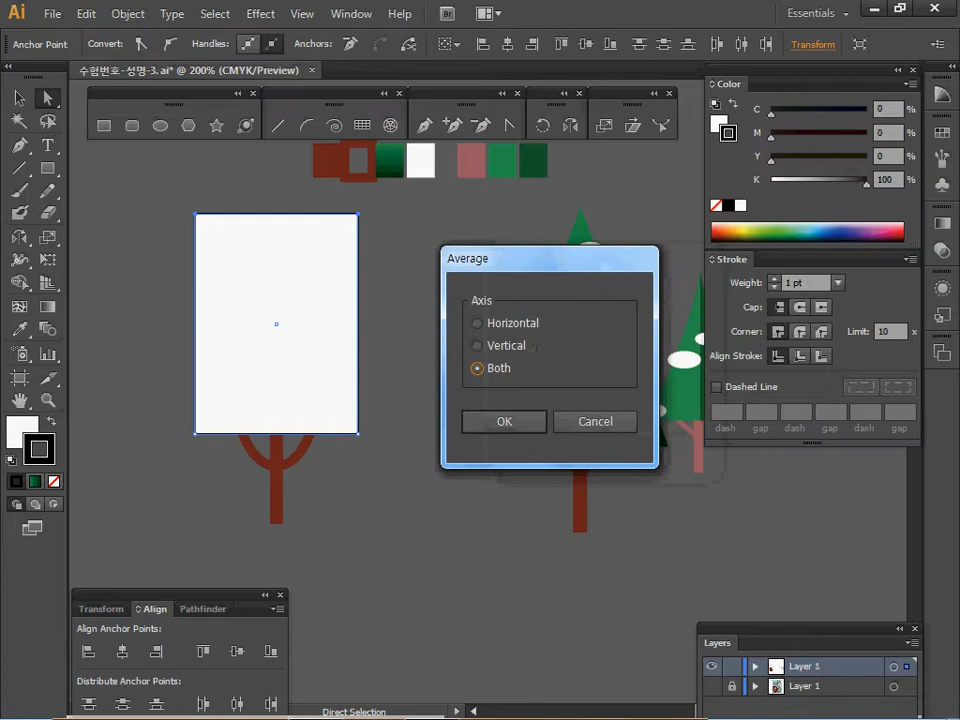 Ai File Edit Object Type Select Effect View Window Help Br Essentials
Anchor Point Convert: Handles: Anchors: Transform
수험번호-성명-3.ai* @ 200% (CMYK/Preview)
Color
C 0 %
M 0 %
Y 0 %
K 100 %
Average
Axis
Horizontal
Vertical
Both
OK Cancel
Stroke
Weight: 1 pt
Cap:
Corner: Limit: 10 x
Align Stroke:
Dashed Line
dash gap dash gap dash gap
Transform Align Pathfinder
Align Anchor Points:
Distribute Anchor Points:
Layers
Layer 1
Layer 1
Direct Selection